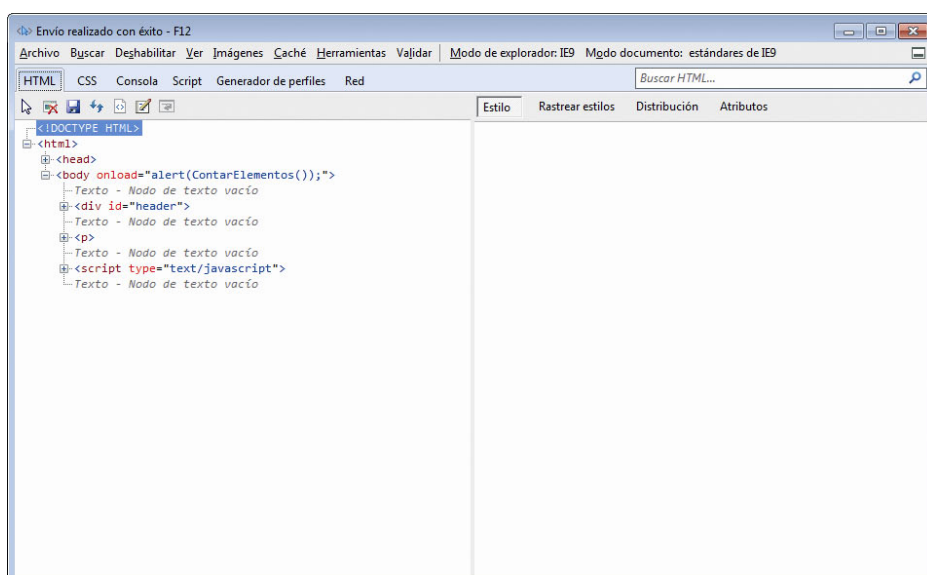 Envío realizado con éxito - F12
Archivo Buscar Deshabilitar Ver Imágenes Caché Herramientas Validar Modo de explorador: IE9 Modo documento: estándares de IE9
HTML CSS Consola Script Generador de perfiles Red Buscar HTML...
Estilo Rastrear estilos Distribución Atributos
<!DOCTYPE HTML>
<html>
<head>
<body onload="alert(ContarElementos());">
Texto - Nodo de texto vacío
<div id="header">
Texto - Nodo de texto vacío
<p>
Texto - Nodo de texto vacío
<script type="text/javascript">
Texto - Nodo de texto vacío